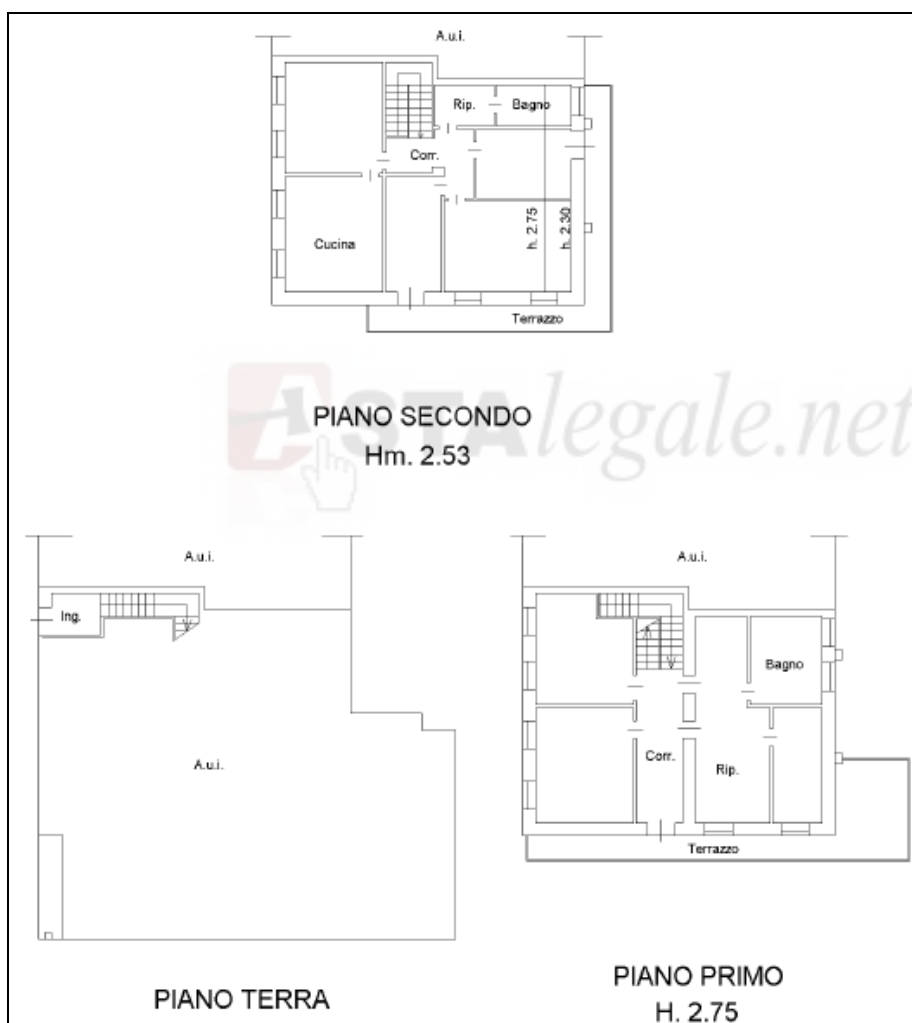 A.u.i.
Rip.
Bagno
Corr.
Cucina
h. 2.75
h. 2.30
Terrazzo
ASTAlegale.net
PIANO SECONDO
Hm. 2.53
A.u.i.
Ing.
A.u.i.
PIANO TERRA
A.u.i.
Bagno
Corr.
Rip.
Terrazzo
PIANO PRIMO
H. 2.75